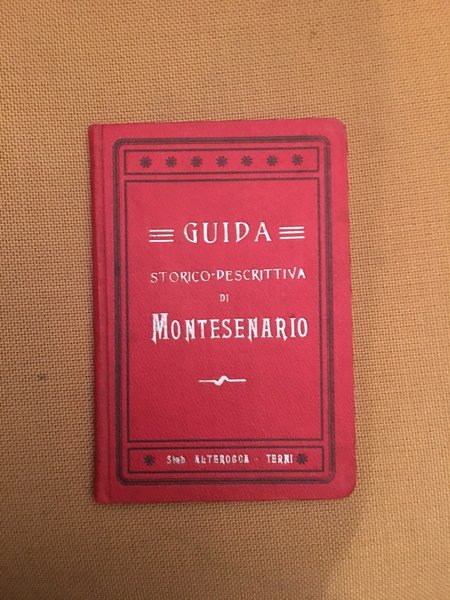 GUIDA
STORICO-DESCRITTIVA
DI
MONTESENARIO
Stab ALTEROCCA - TERNI